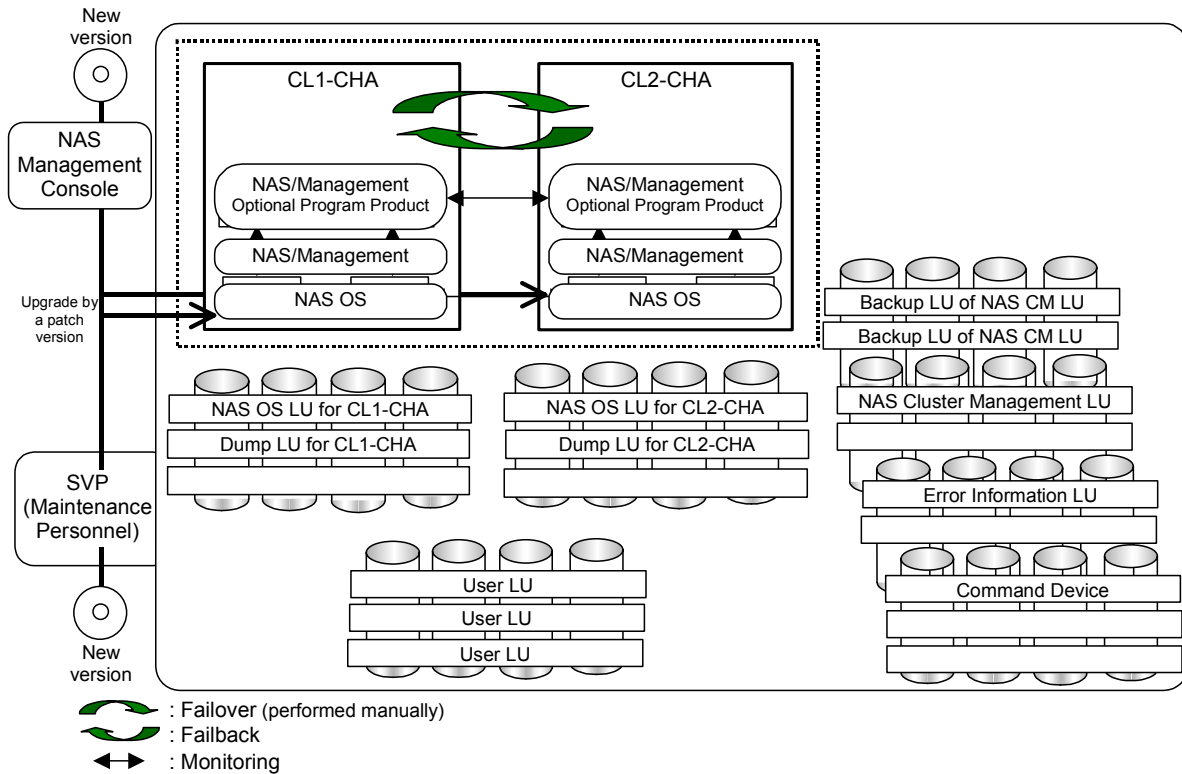 New
version
NAS
Management
Console
Upgrade by
a patch
version
SVP
(Maintenance
Personnel)
New
version
CL1-CHA
NAS/Management
Optional Program Product
NAS/Management
NAS OS
CL2-CHA
NAS/Management
Optional Program Product
NAS/Management
NAS OS
NAS OS LU for CL1-CHA
Dump LU for CL1-CHA
NAS OS LU for CL2-CHA
Dump LU for CL2-CHA
Backup LU of NAS CM LU
Backup LU of NAS CM LU
NAS Cluster Management LU
Error Information LU
Command Device
User LU
User LU
User LU
: Failover (performed manually)
: Failback
: Monitoring